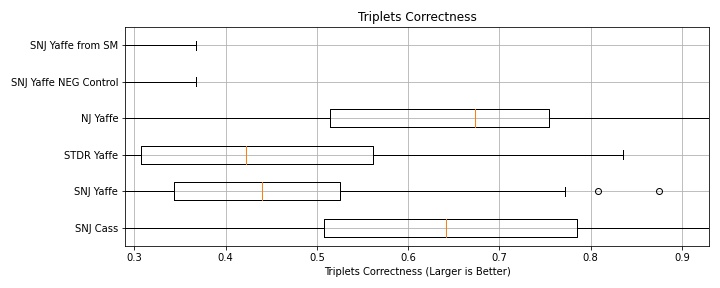 Triplets Correctness
SNJ Yaffe from SM
SNJ Yaffe NEG Control
NJ Yaffe
STDR Yaffe
SNJ Yaffe
SNJ Cass
0.3 0.4 0.5 0.6 0.7 0.8 0.9
Triplets Correctness (Larger is Better)